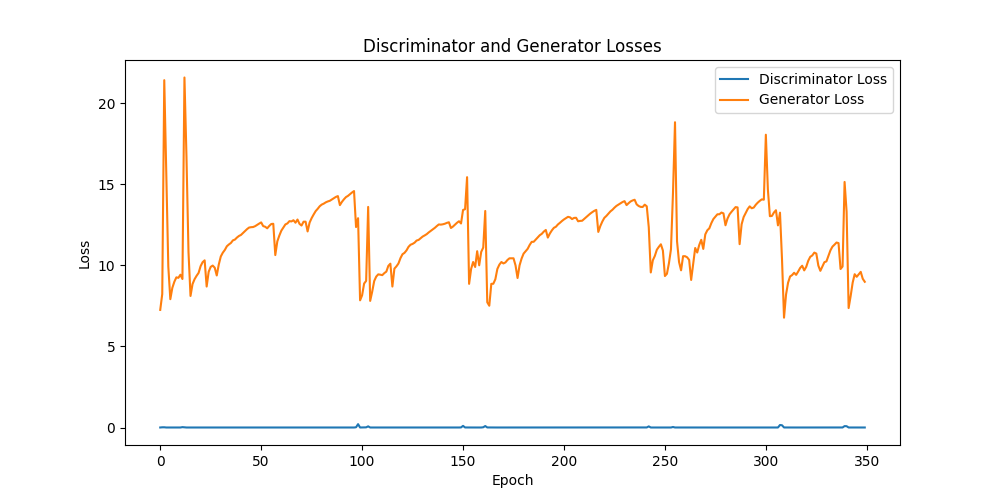 Discriminator and Generator Losses
Discriminator Loss
Generator Loss
20
15
10
5
0
Loss
0 50 100 150 200 250 300 350
Epoch